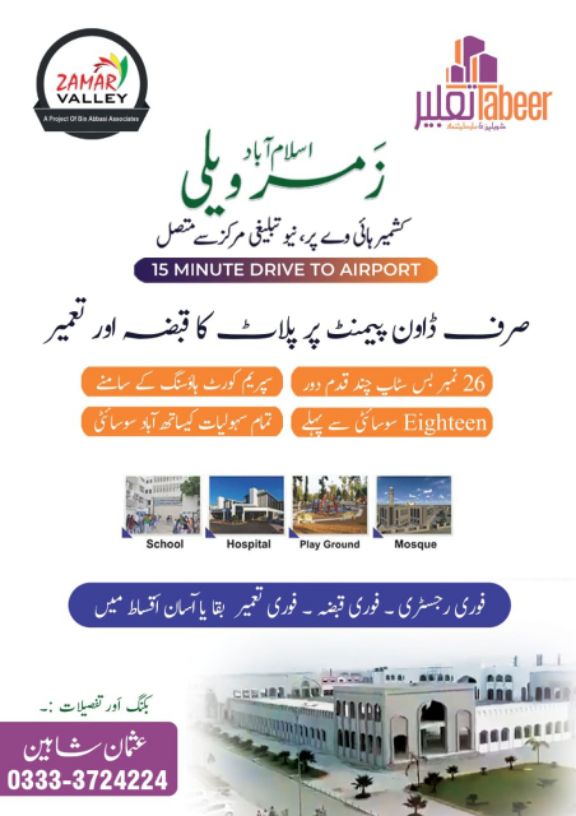 ZAMAR
VALLEY
A Project Of Bin Abbasi Associates
تعبیر Tabeer
ڈویلپرز & مارکیٹنگ
اسلام آباد
زَمر ویلی
کشمیر ہائی وے پر، نیو تبلیغی مرکز سے متصل
15 MINUTE DRIVE TO AIRPORT
صرف ڈاون پیمنٹ پر پلاٹ کا قبضہ اور تعمیر
26 نمبر بس سٹاپ چند قدم دور
سپریم کورٹ ہاؤسنگ کے سامنے
Eighteen سوسائٹی سے پہلے
تمام سہولیات کیساتھ آباد سوسائٹی
School
Hospital
Play Ground
Mosque
فوری رجسٹری ۔ فوری قبضہ ۔ فوری تعمیر بقایا آسان اقساط میں
بکنگ اور تفصیلات :۔
عثمان شاہین
0333-3724224